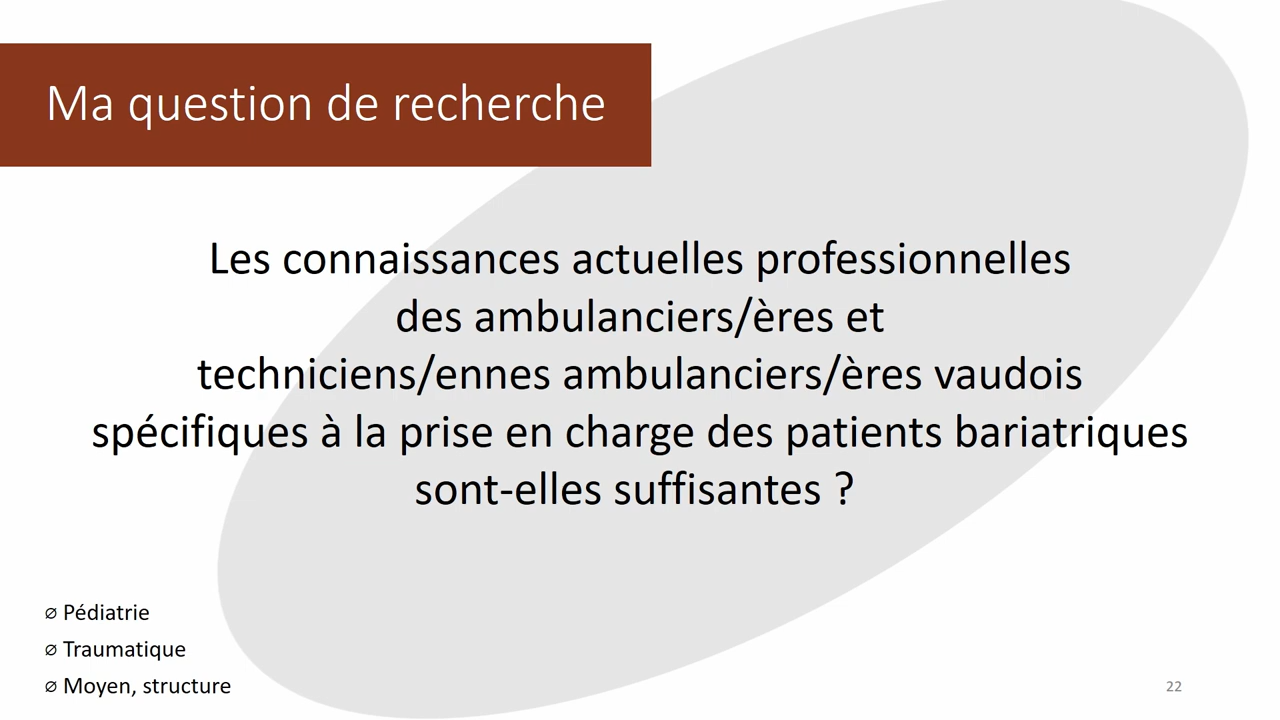 Ma question de recherche
Les connaissances actuelles professionnelles
des ambulanciers/ères et
techniciens/ennes ambulanciers/ères vaudois
spécifiques à la prise en charge des patients bariatriques
sont-elles suffisantes ?
∅ Pédiatrie
∅ Traumatique
∅ Moyen, structure
22